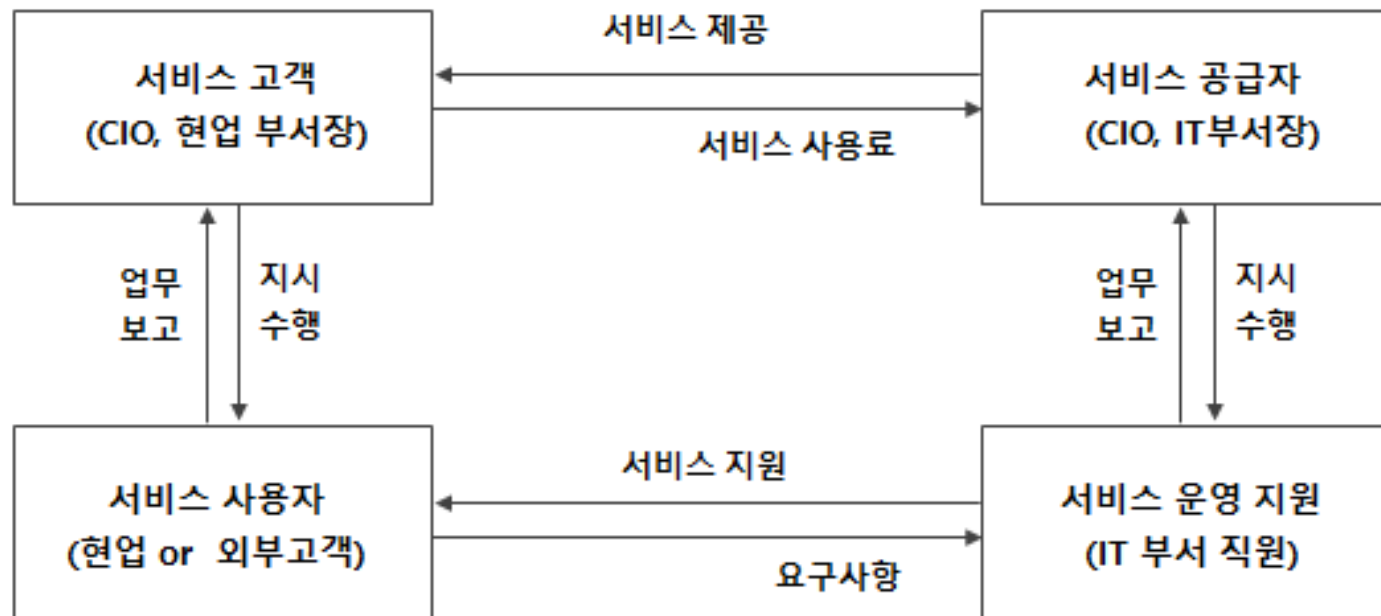 서비스 제공
서비스 고객
(CIO, 현업 부서장)
서비스 공급자
(CIO, IT부서장)
서비스 사용료
업무
보고
지시
수행
업무
보고
지시
수행
서비스 지원
서비스 사용자
(현업 or 외부고객)
서비스 운영 지원
(IT 부서 직원)
요구사항